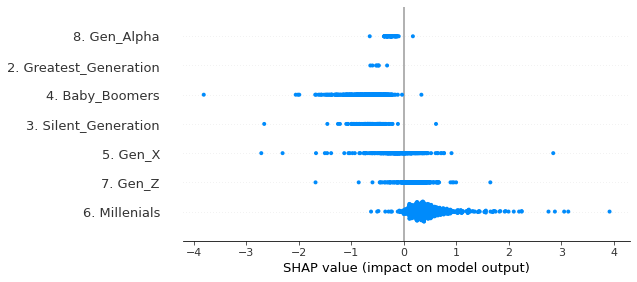 8. Gen_Alpha
2. Greatest_Generation
4. Baby_Boomers
3. Silent_Generation
5. Gen_X
7. Gen_Z
6. Millenials
−4 −3 −2 −1 0 1 2 3 4
SHAP value (impact on model output)